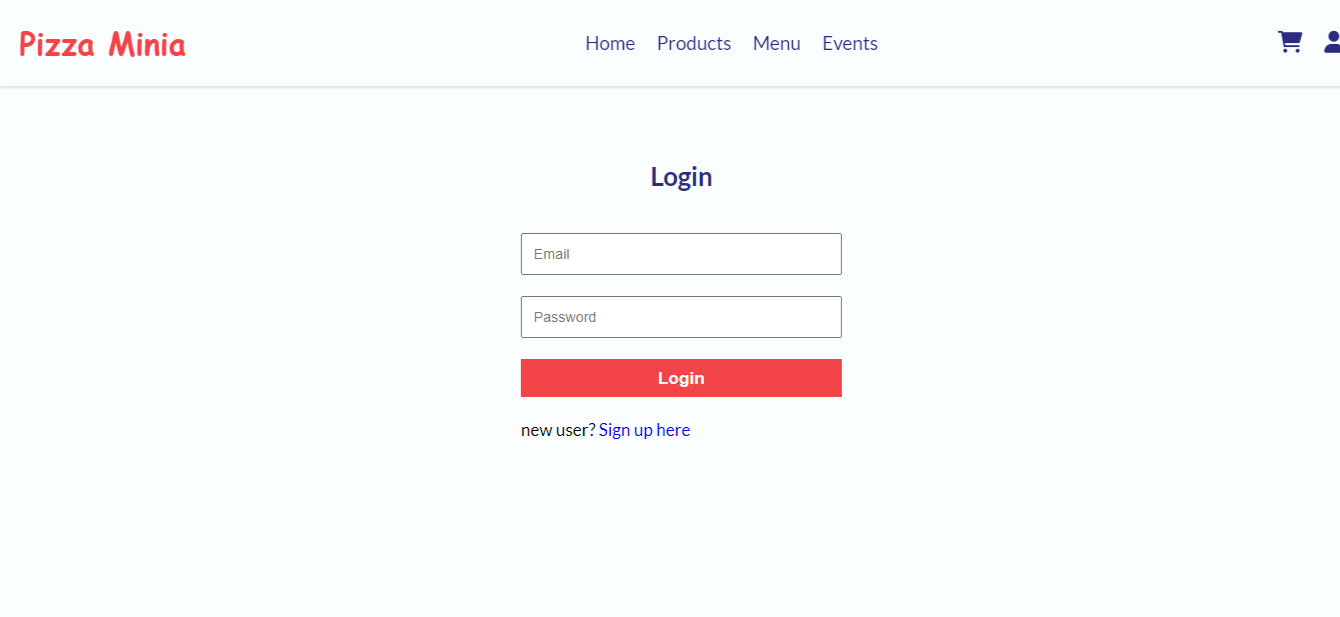 Pizza Minia
Home Products Menu Events
Login
Email
Password
Login
new user? Sign up here